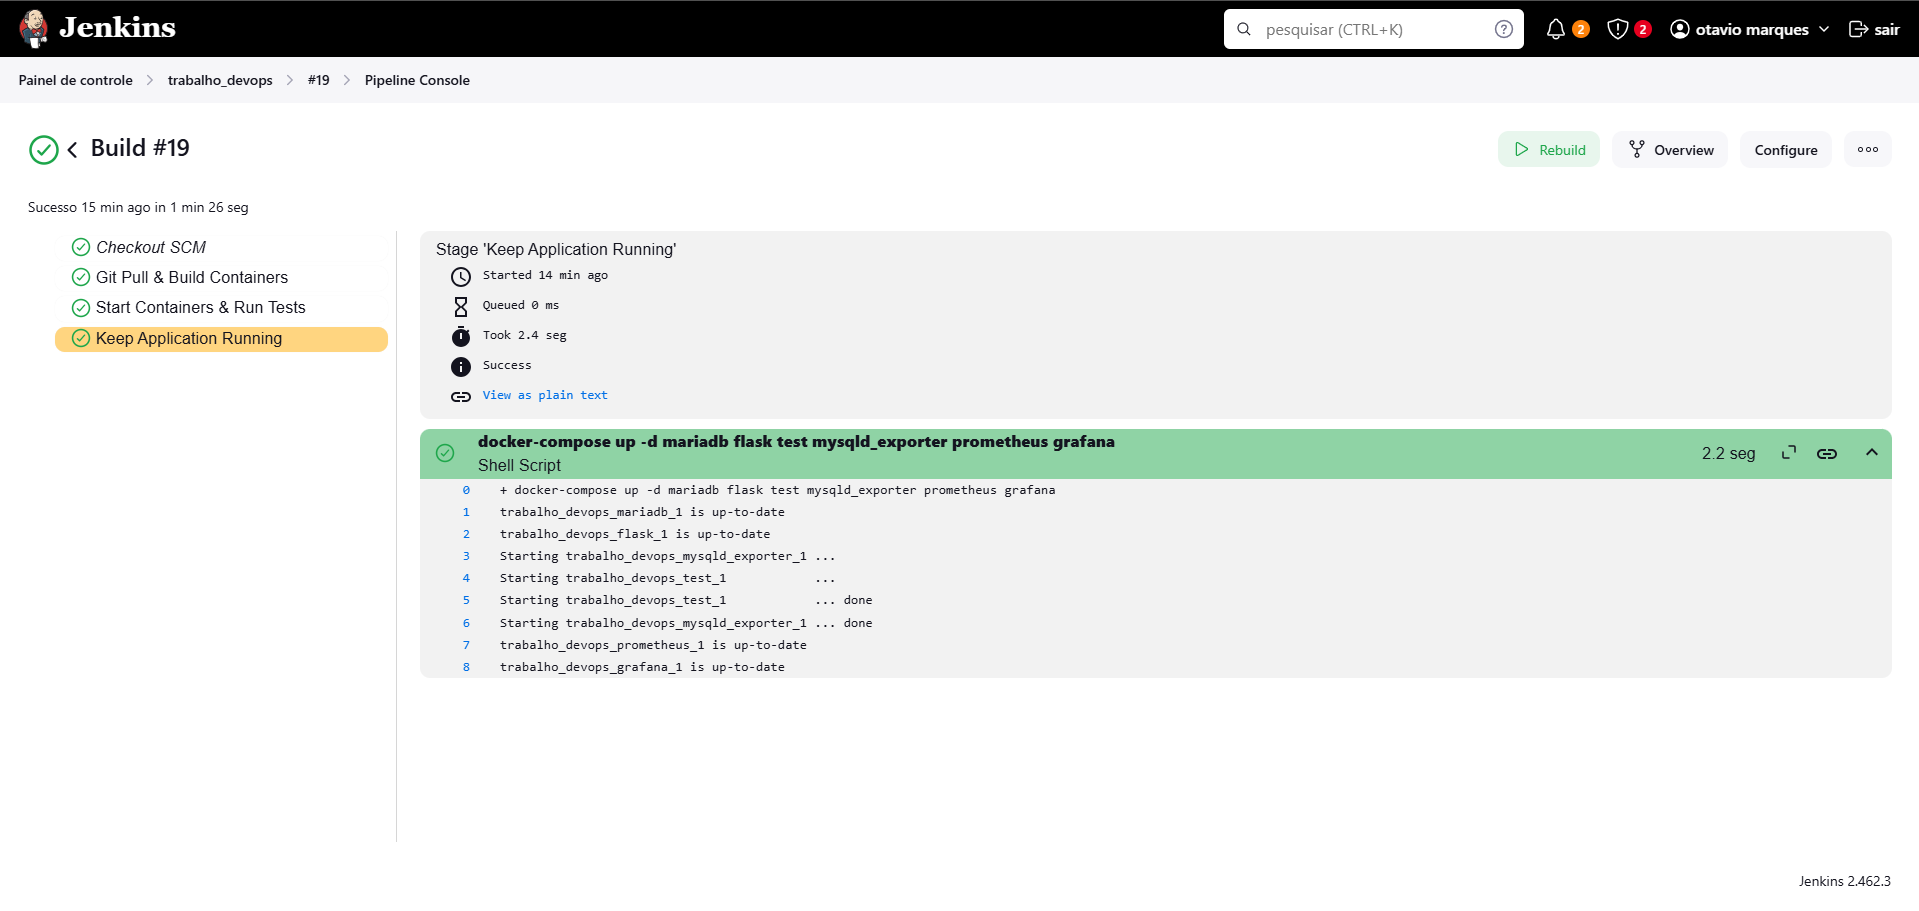 Jenkins
pesquisar (CTRL+K)
2
2
otavio marques
sair
Painel de controle
trabalho_devops
#19
Pipeline Console
Build #19
Rebuild
Overview
Configure
Sucesso 15 min ago in 1 min 26 seg
Checkout SCM
Git Pull & Build Containers
Start Containers & Run Tests
Keep Application Running
Stage 'Keep Application Running'
Started 14 min ago
Queued 0 ms
Took 2.4 seg
Success
View as plain text
docker-compose up -d mariadb flask test mysqld_exporter prometheus grafana
Shell Script
2.2 seg
0 + docker-compose up -d mariadb flask test mysqld_exporter prometheus grafana
1 trabalho_devops_mariadb_1 is up-to-date
2 trabalho_devops_flask_1 is up-to-date
3 Starting trabalho_devops_mysqld_exporter_1 ...
4 Starting trabalho_devops_test_1            ...
5 Starting trabalho_devops_test_1            ... done
6 Starting trabalho_devops_mysqld_exporter_1 ... done
7 trabalho_devops_prometheus_1 is up-to-date
8 trabalho_devops_grafana_1 is up-to-date
Jenkins 2.462.3